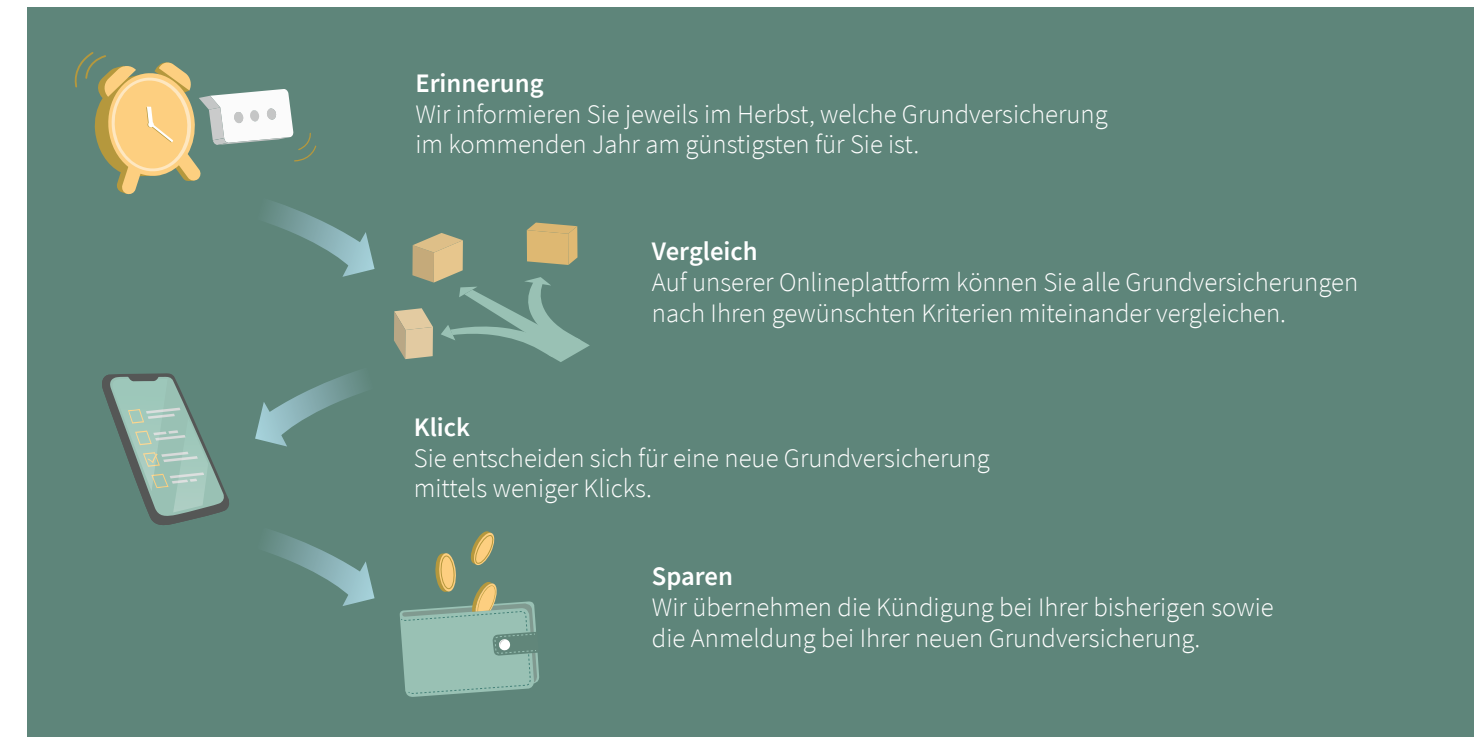 Erinnerung
Wir informieren Sie jeweils im Herbst, welche Grundversicherung
im kommenden Jahr am günstigsten für Sie ist.
Vergleich
Auf unserer Onlineplattform können Sie alle Grundversicherungen
nach Ihren gewünschten Kriterien miteinander vergleichen.
Klick
Sie entscheiden sich für eine neue Grundversicherung
mittels weniger Klicks.
Sparen
Wir übernehmen die Kündigung bei Ihrer bisherigen sowie
die Anmeldung bei Ihrer neuen Grundversicherung.